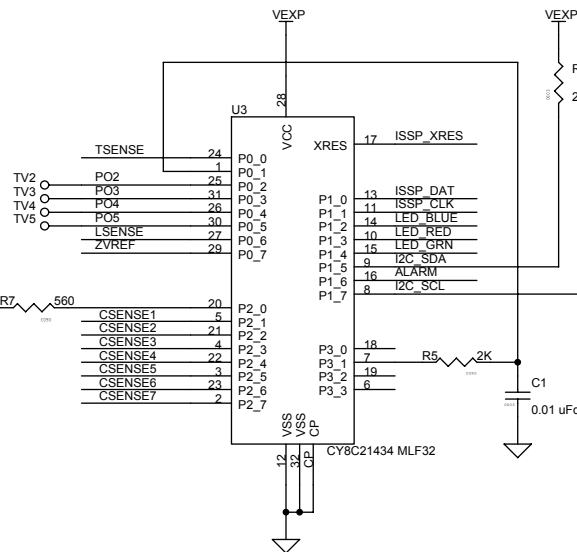 VEXP
VEXP
R
2
U3
28
VCC
XRES 17 ISSP_XRES
TSENSE 24 P0_0
1 P0_1
TV2 PO2 25 P0_2
TV3 PO3 31 P0_3
TV4 PO4 26 P0_4
TV5 PO5 30 P0_5
LSENSE 27 P0_6
ZVREF 29 P0_7
P1_0 13 ISSP_DAT
P1_1 11 ISSP_CLK
P1_2 14 LED_BLUE
P1_3 10 LED_RED
P1_4 15 LED_GRN
P1_5 9 I2C_SDA
P1_6 16 ALARM
P1_7 8 I2C_SCL
R7 560 20 P2_0
CSENSE1 5 P2_1
CSENSE2 21 P2_2
CSENSE3 4 P2_3
CSENSE4 22 P2_4
CSENSE5 3 P2_5
CSENSE6 23 P2_6
CSENSE7 2 P2_7
P3_0 18
P3_1 7 R5 2K
P3_2 19
P3_3 6
C1
0.01 uFd
VSS VSS CP
12 32 CP
CY8C21434 MLF32